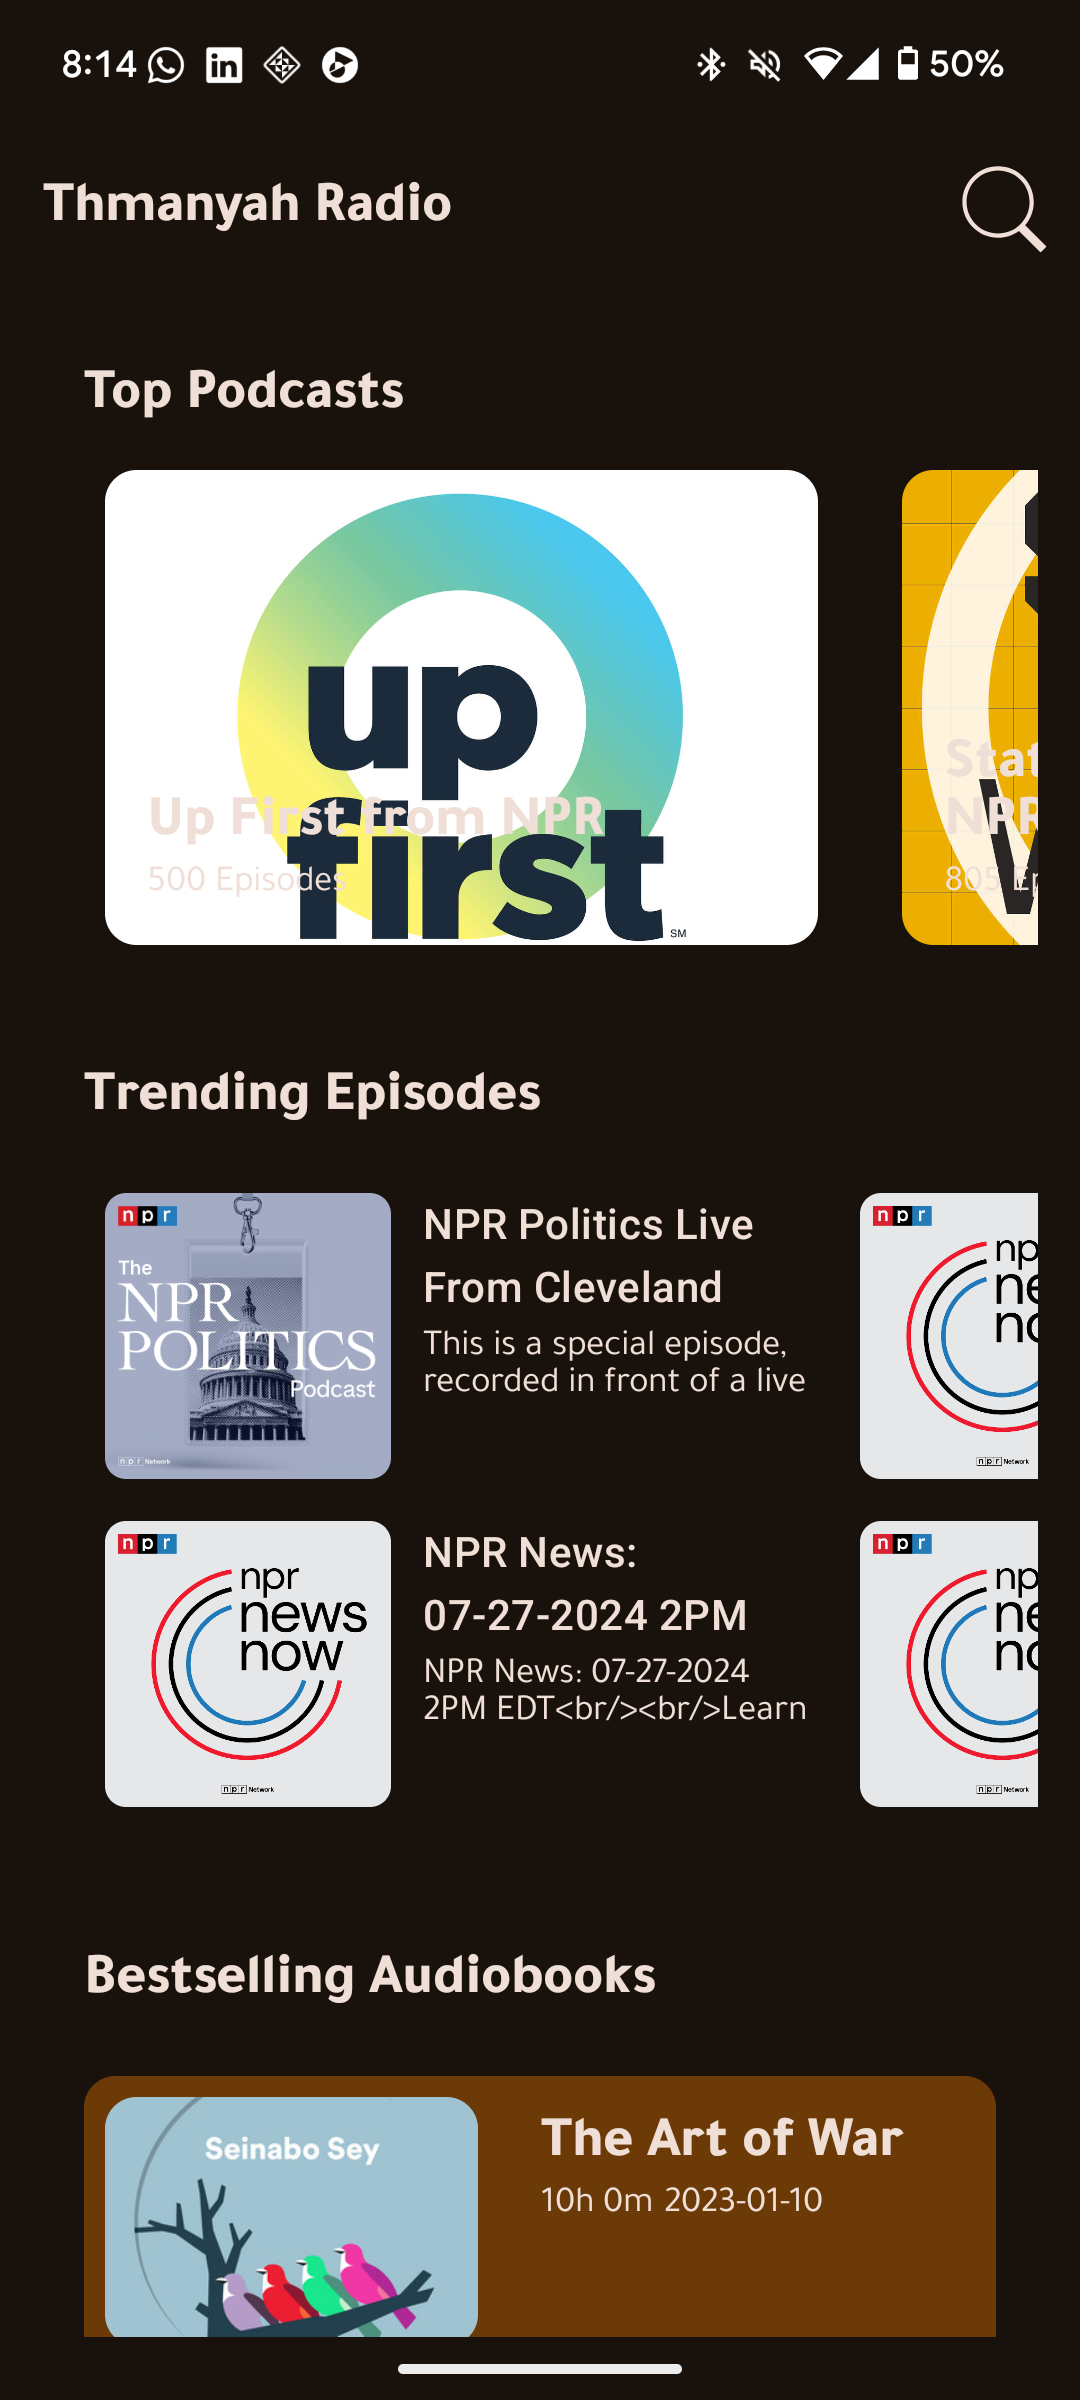 8:14
50%
Thmanyah Radio
Top Podcasts
up
first
SM
Up First from NPR
500 Episodes
Stat
NPR
805 Ep
Trending Episodes
npr
The
NPR
POLITICS
Podcast
npr Network
NPR Politics Live
From Cleveland
This is a special episode,
recorded in front of a live
npr
np
ne
no
npr Network
npr
npr
news
now
npr Network
NPR News:
07-27-2024 2PM
NPR News: 07-27-2024
2PM EDT<br/><br/>Learn
npr
np
ne
no
npr Network
Bestselling Audiobooks
Seinabo Sey
The Art of War
10h 0m 2023-01-10